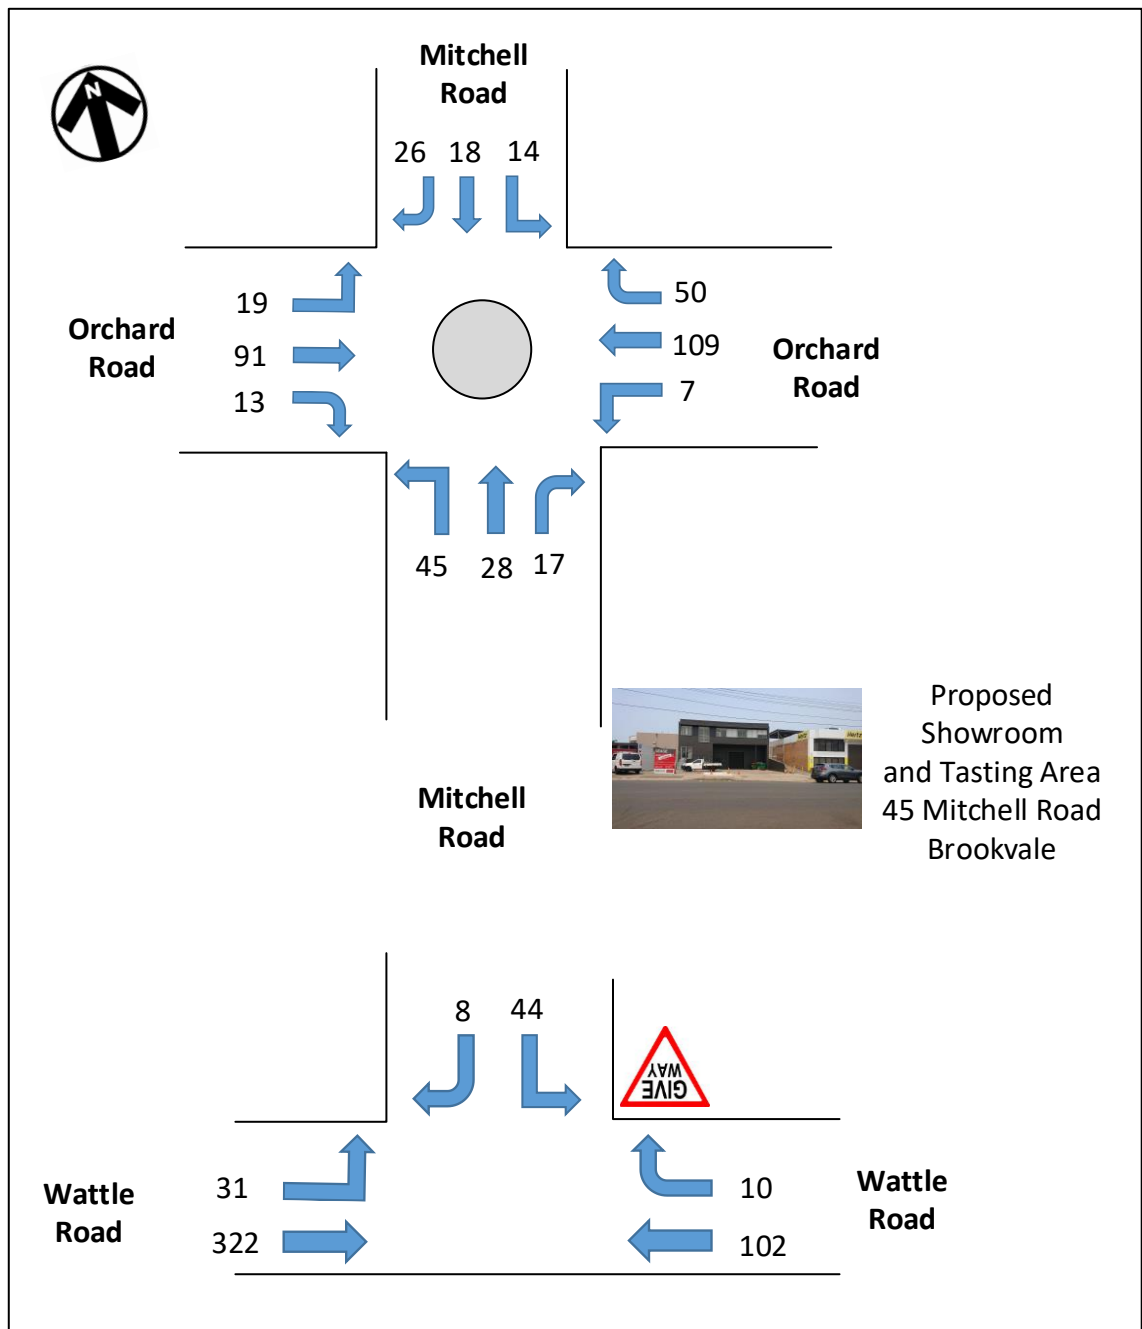 Mitchell
Road
N
26 18 14
19
50
Orchard
Road
91
109
Orchard
Road
13
7
45 28 17
Proposed
Showroom
and Tasting Area
45 Mitchell Road
Brookvale
Hertz
Mitchell
Road
8 44
GIVE
WAY
Wattle
Road
31
10
Wattle
Road
322
102